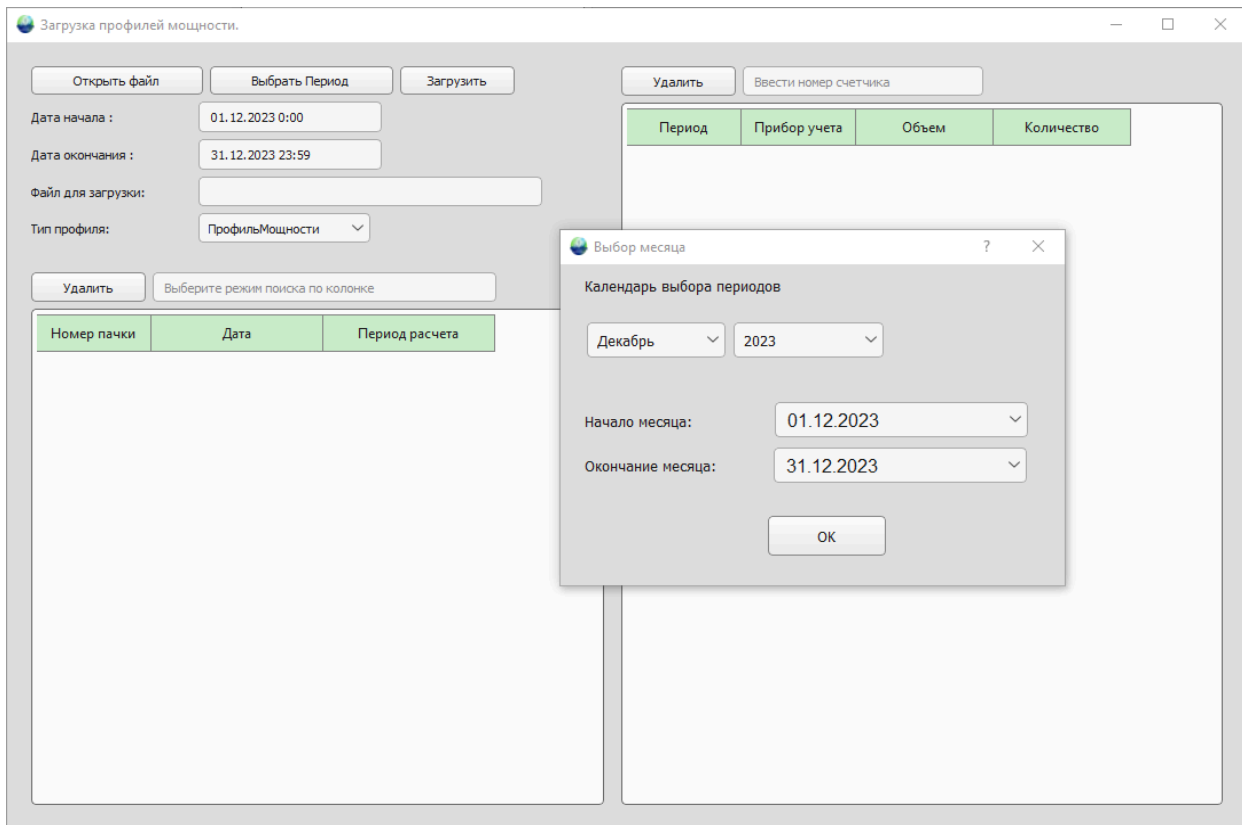 Загрузка профилей мощности.
Открыть файл Выбрать Период Загрузить
Дата начала : 01.12.2023 0:00
Дата окончания : 31.12.2023 23:59
Файл для загрузки:
Тип профиля: ПрофильМощности
Удалить Выберите режим поиска по колонке
Номер пачки Дата Период расчета
Удалить Ввести номер счетчика
Период Прибор учета Объем Количество
Выбор месяца ?
Календарь выбора периодов
Декабрь 2023
Начало месяца: 01.12.2023
Окончание месяца: 31.12.2023
ОК